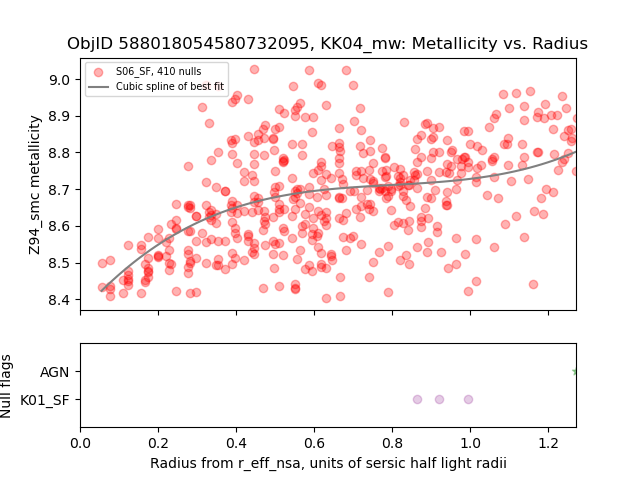 ObjID 588018054580732095, KK04_mw: Metallicity vs. Radius
S06_SF, 410 nulls
Cubic spline of best fit
Z94_smc metallicity
9.0
8.9
8.8
8.7
8.6
8.5
8.4
Null flags
AGN
K01_SF
0.0 0.2 0.4 0.6 0.8 1.0 1.2
Radius from r_eff_nsa, units of sersic half light radii